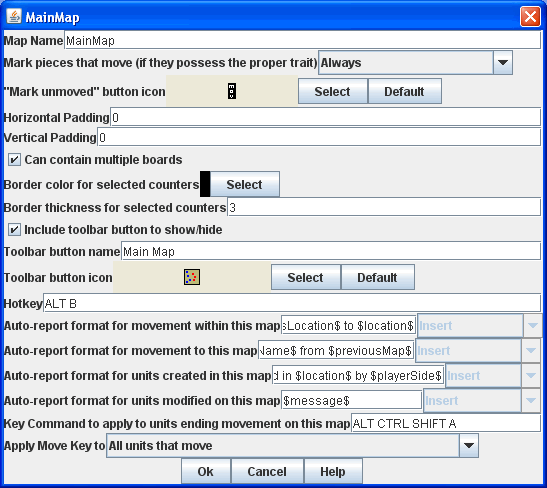 MainMap
Map Name MainMap
Mark pieces that move (if they possess the proper trait) Always
"Mark unmoved" button icon Select Default
Horizontal Padding 0
Vertical Padding 0
Can contain multiple boards
Border color for selected counters Select
Border thickness for selected counters 3
Include toolbar button to show/hide
Toolbar button name Main Map
Toolbar button icon Select Default
Hotkey ALT B
Auto-report format for movement within this map sLocation$ to $location$ Insert
Auto-report format for movement to this map Name$ from $previousMap$ Insert
Auto-report format for units created in this map d in $location$ by $playerSide$ Insert
Auto-report format for units modified on this map $message$ Insert
Key Command to apply to units ending movement on this map ALT CTRL SHIFT A
Apply Move Key to All units that move
Ok Cancel Help